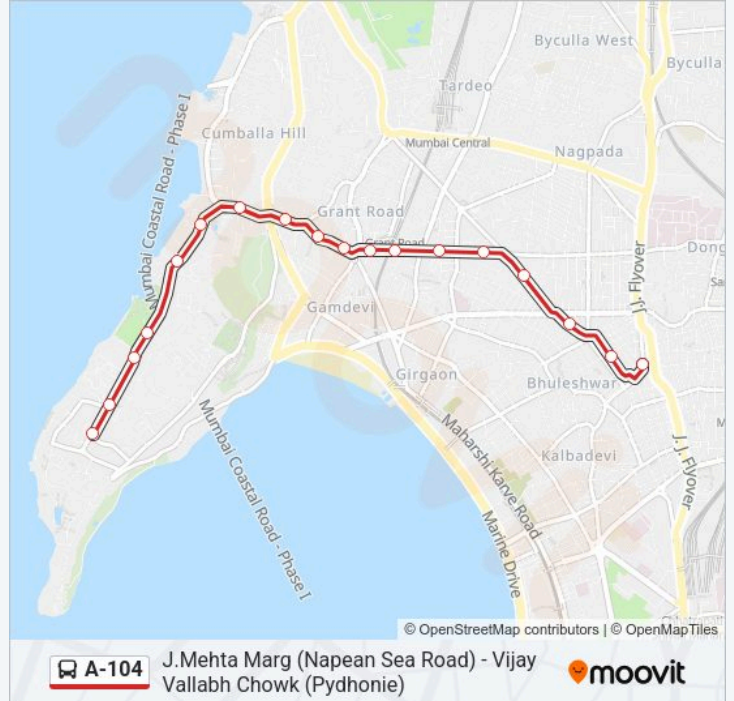 Byculla West
Byculla
Tardeo
Cumballa Hill
Mumbai Central
Nagpada
Mumbai Coastal Road - Phase I
Grant Road
Grant Road
Dong
Sa
J.J. Flyover
Gamdevi
Girgaon
Bhuleshwar
Mumbai Coastal Road - Phase I
Maharshi Karve Road
M
Kalbadevi
J. J. Flyover
Marine Drive
© OpenStreetMap contributors | © OpenMapTiles
A-104
J.Mehta Marg (Napean Sea Road) - Vijay
Vallabh Chowk (Pydhonie)
moovit